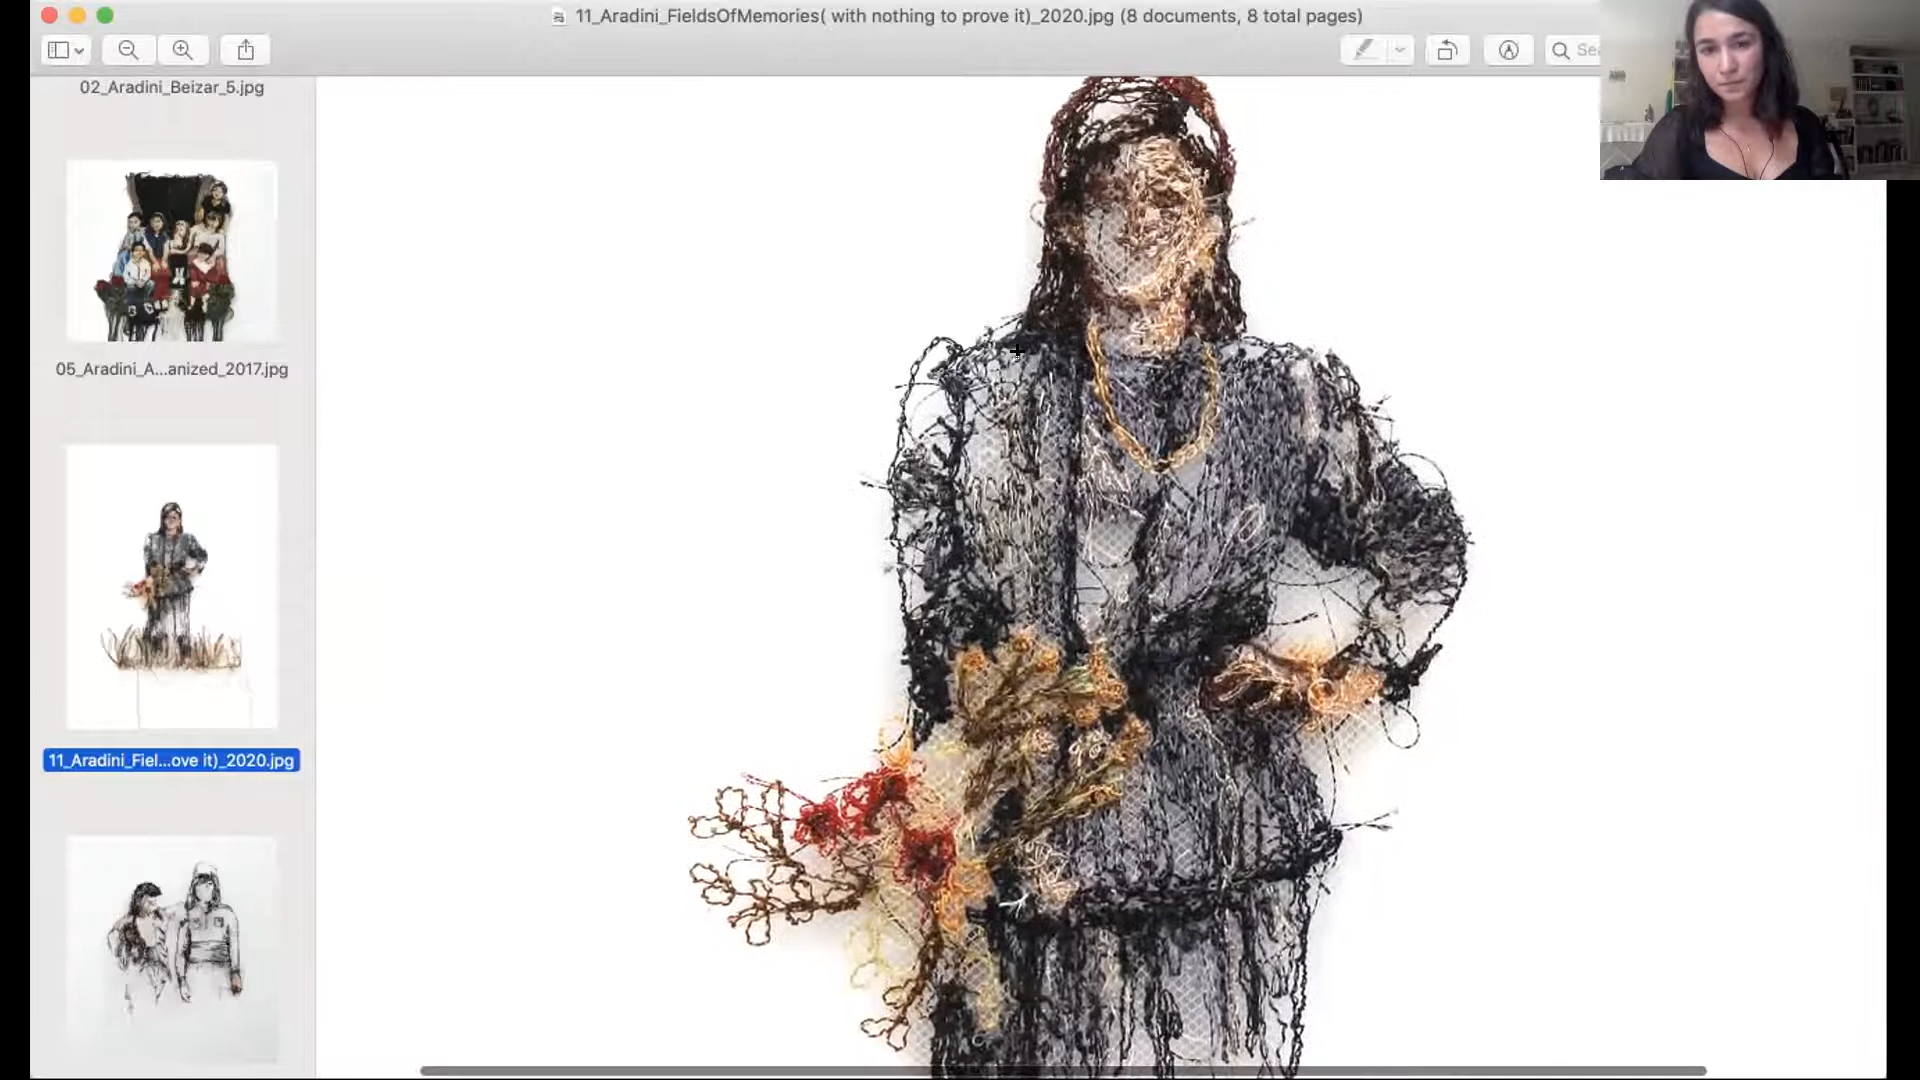 11_Aradini_FieldsOfMemories( with nothing to prove it)_2020.jpg (8 documents, 8 total pages)
Sea
02_Aradini_Beizar_5.jpg
05_Aradini_A...anized_2017.jpg
11_Aradini_Fiel...ove it)_2020.jpg